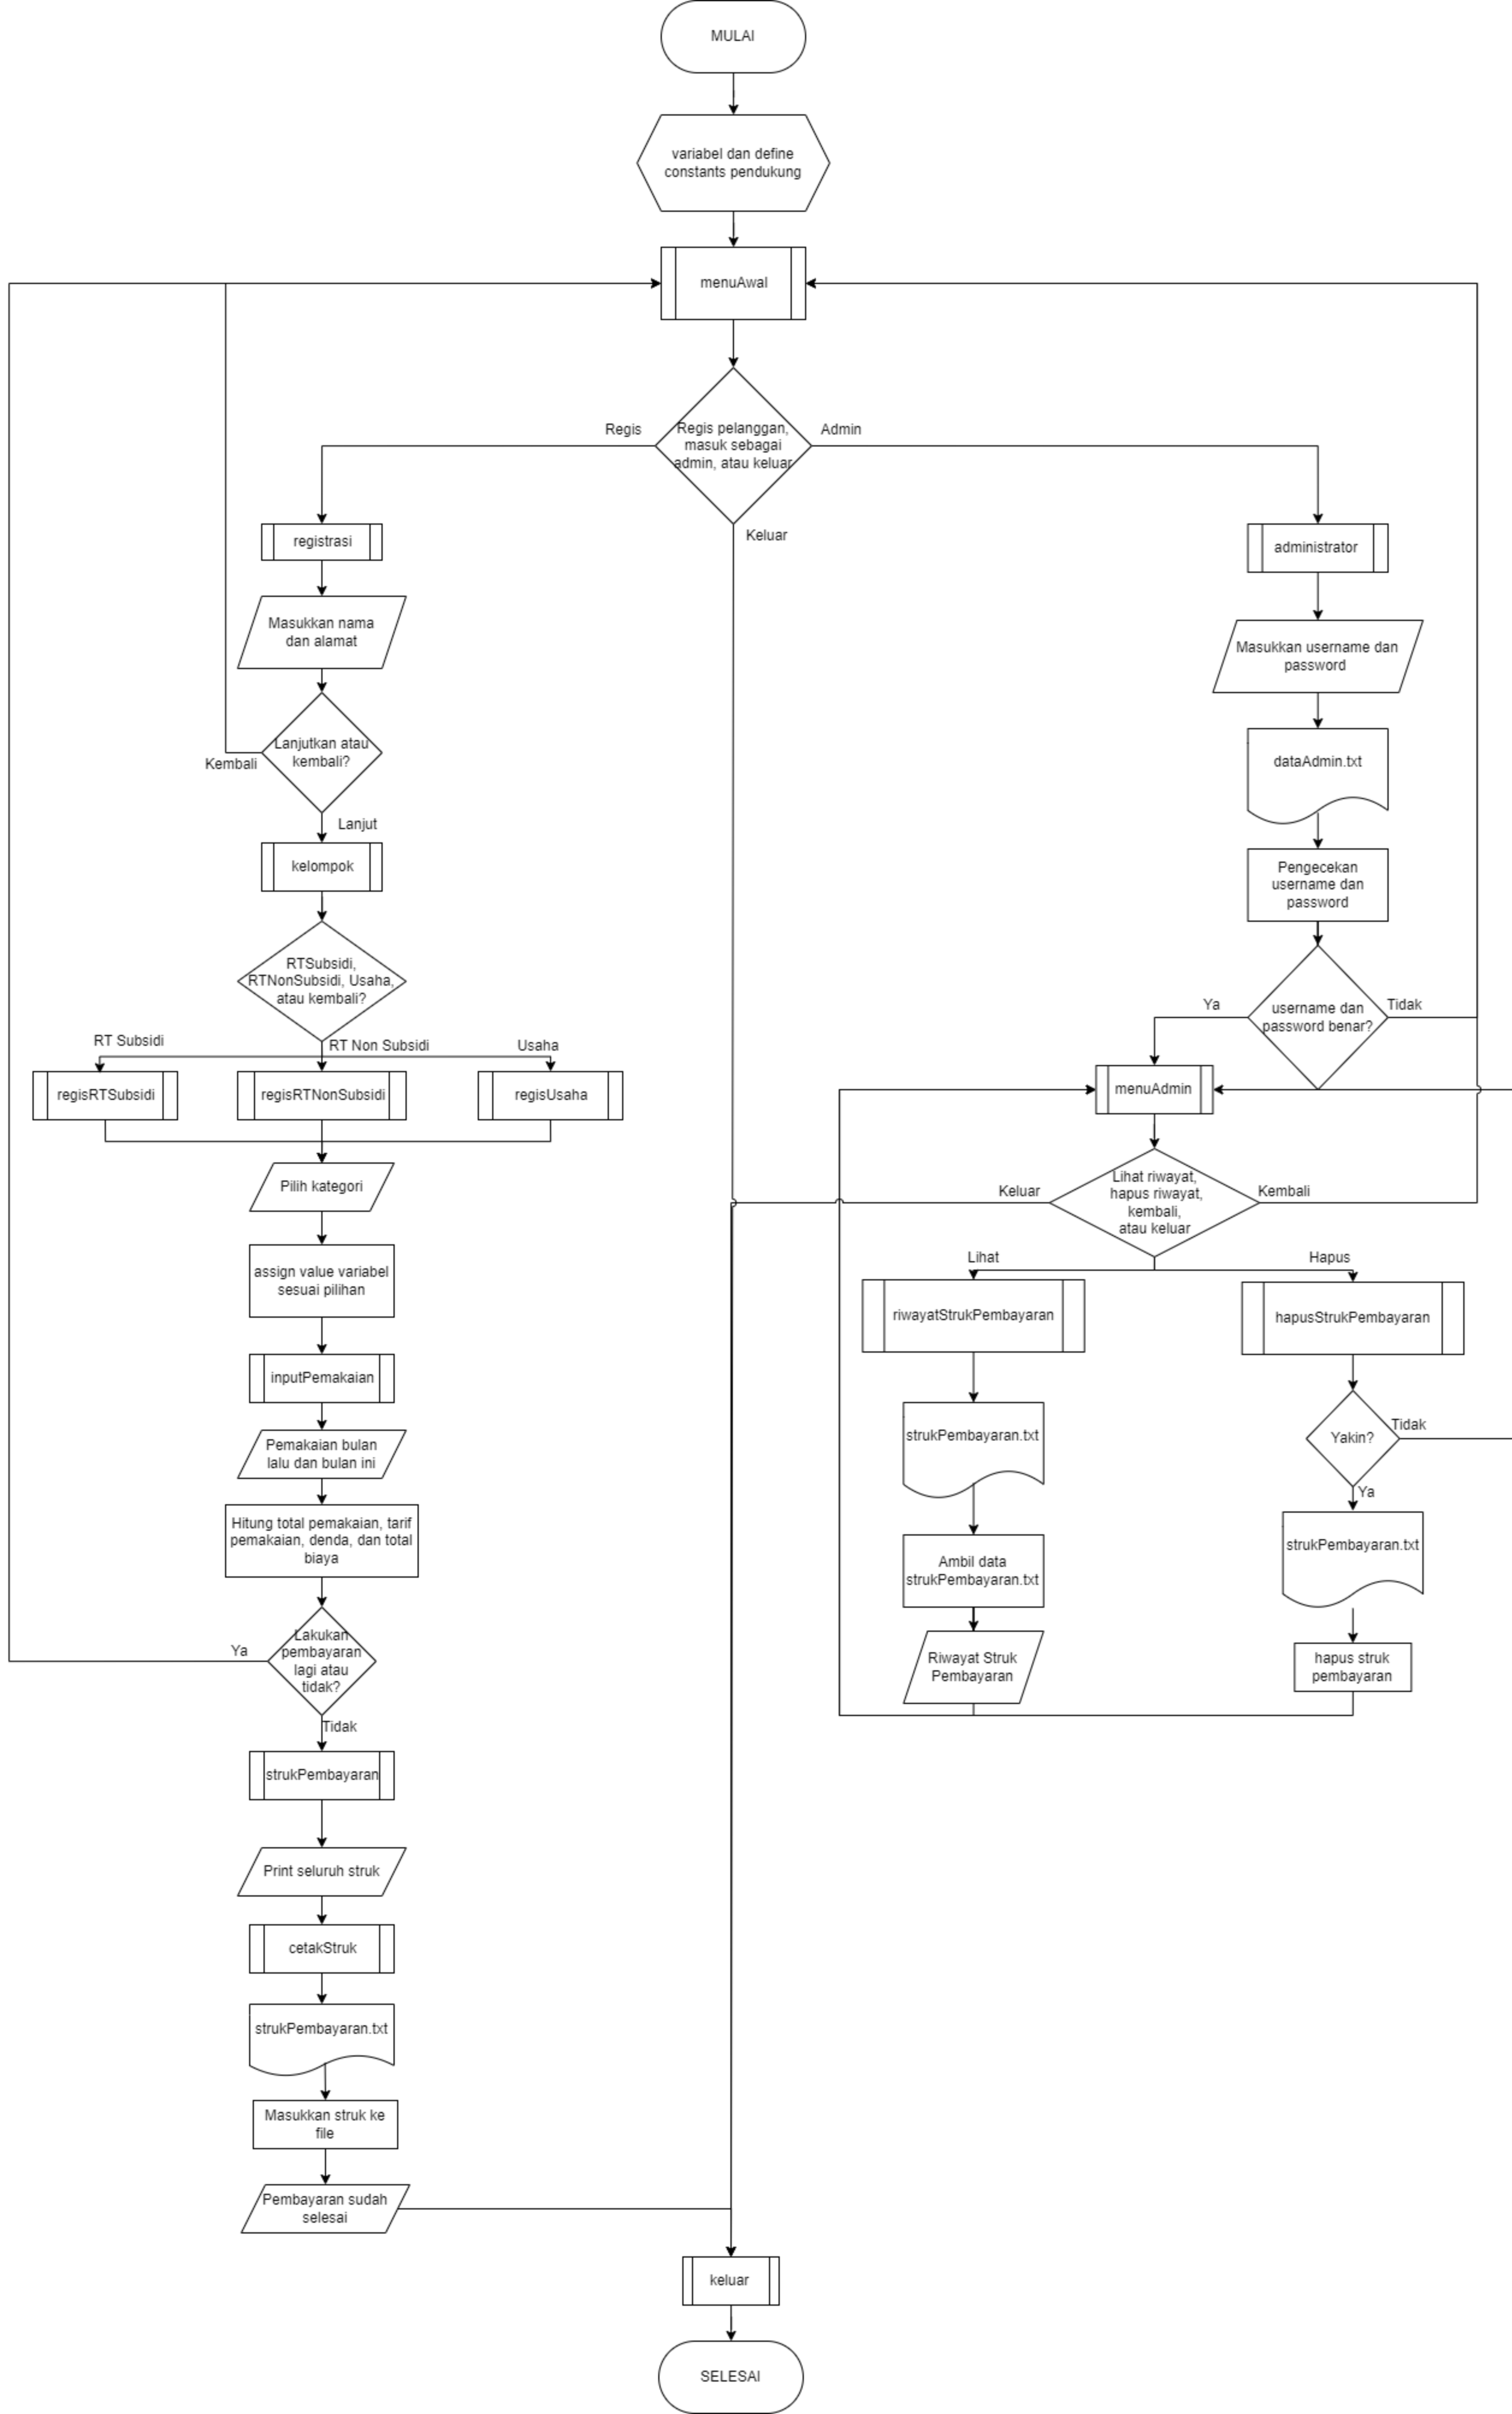 MULAI
variabel dan define
constants pendukung
menuAwal
Regis
Regis pelanggan,
masuk sebagai
admin, atau keluar
Admin
Keluar
registrasi
Masukkan nama
dan alamat
Lanjutkan atau
kembali?
Kembali
Lanjut
kelompok
RTSubsidi,
RTNonSubsidi, Usaha,
atau kembali?
RT Subsidi
RT Non Subsidi
Usaha
regisRTSubsidi
regisRTNonSubsidi
regisUsaha
Pilih kategori
assign value variabel
sesuai pilihan
inputPemakaian
Pemakaian bulan
lalu dan bulan ini
Hitung total pemakaian, tarif
pemakaian, denda, dan total
biaya
Lakukan
pembayaran
lagi atau
tidak?
Ya
Tidak
strukPembayaran
Print seluruh struk
cetakStruk
strukPembayaran.txt
Masukkan struk ke
file
Pembayaran sudah
selesai
administrator
Masukkan username dan
password
dataAdmin.txt
Pengecekan
username dan
password
username dan
password benar?
Ya
Tidak
menuAdmin
Lihat riwayat,
hapus riwayat,
kembali,
atau keluar
Keluar
Kembali
Lihat
Hapus
riwayatStrukPembayaran
strukPembayaran.txt
Ambil data
strukPembayaran.txt
Riwayat Struk
Pembayaran
hapusStrukPembayaran
Yakin?
Tidak
Ya
strukPembayaran.txt
hapus struk
pembayaran
keluar
SELESAI